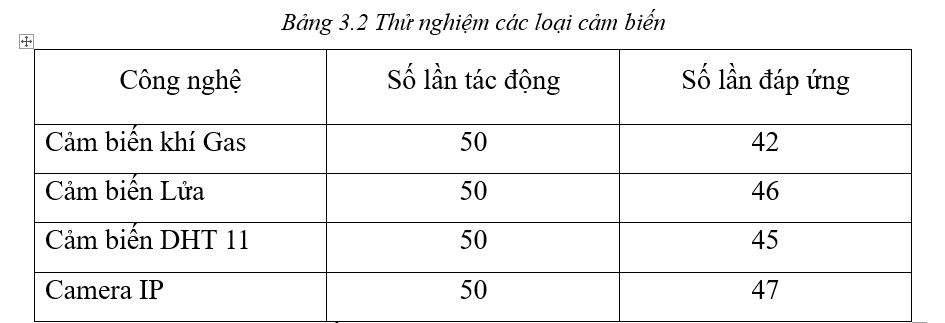 Bảng 3.2 Thử nghiệm các loại cảm biến
Công nghệ Số lần tác động Số lần đáp ứng
Cảm biến khí Gas 50 42
Cảm biến Lửa 50 46
Cảm biến DHT 11 50 45
Camera IP 50 47